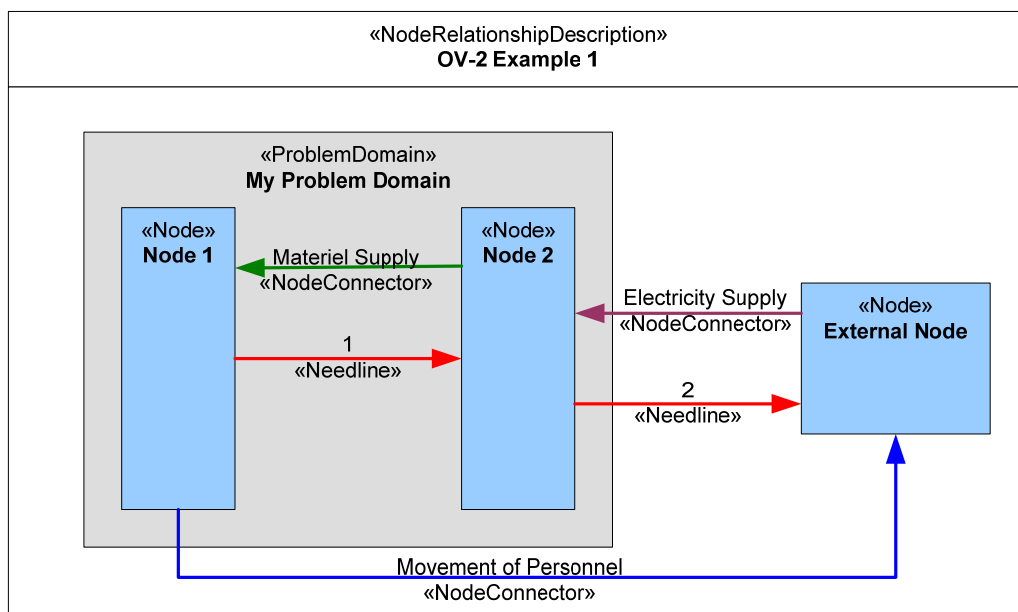 «NodeRelationshipDescription»
OV-2 Example 1
«ProblemDomain»
My Problem Domain
«Node»
Node 1
Materiel Supply
«NodeConnector»
1
«Needline»
«Node»
Node 2
Electricity Supply
«NodeConnector»
2
«Needline»
«Node»
External Node
Movement of Personnel
«NodeConnector»